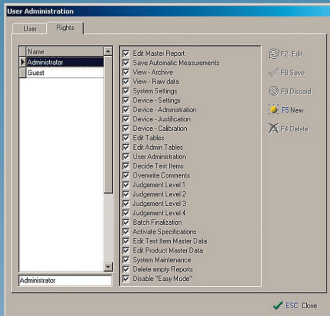 User Administration
User
Rights
Name
Administrator
Guest
Administrator
Edit Master Report
Save Automatic Measurements
View - Archive
View - Raw data
System Settings
Device - Settings
Device - Administration
Device - Justification
Device - Calibration
Edit Tables
Edit Admin Tables
User Administration
Decide Test Items
Overwrite Comments
Judgement Level 1
Judgement Level 2
Judgement Level 3
Judgement Level 4
Batch Finalization
Activate Specifications
Edit Test Item Master Data
Edit Product Master Data
System Maintenance
Delete empty Reports
Disable "Easy Mode"
F2 Edit
F8 Save
F9 Discard
F5 New
F4 Delete
ESC Close